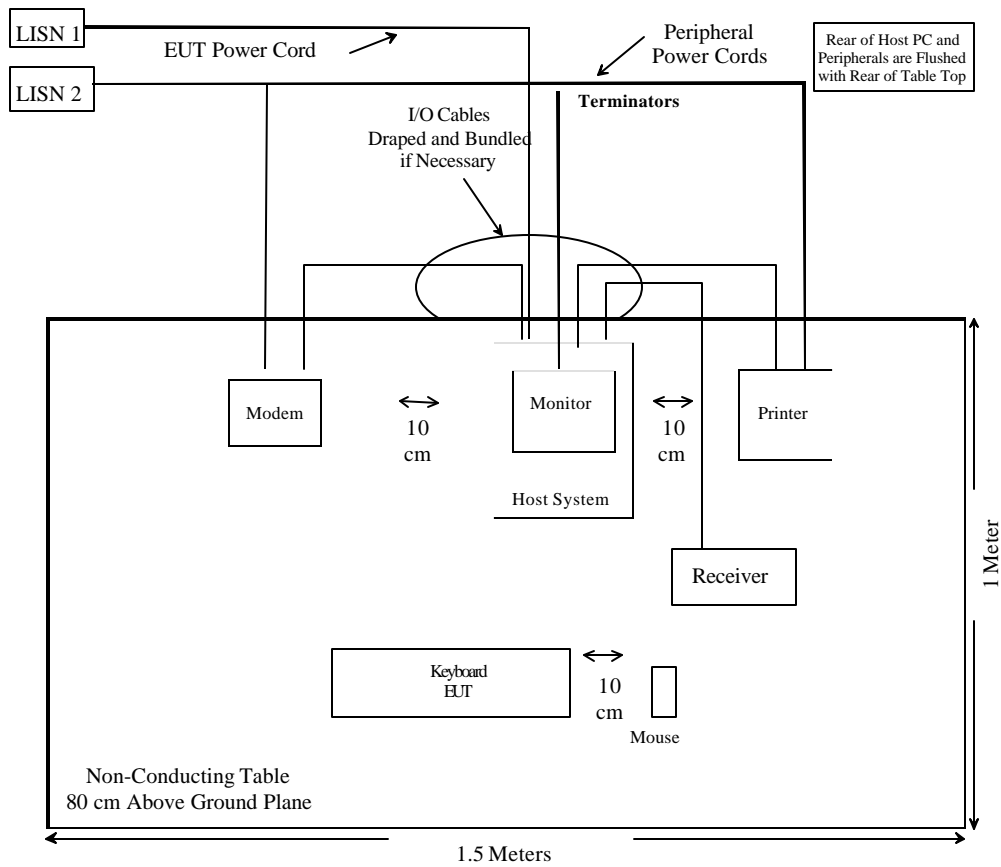 LISN 1
EUT Power Cord
Peripheral
Power Cords
Rear of Host PC and
Peripherals are Flushed
with Rear of Table Top
LISN 2
Terminators
I/O Cables
Draped and Bundled
if Necessary
Modem
10
cm
Monitor
10
cm
Printer
Host System
Receiver
1 Meter
Keyboard
EUT
10
cm
Mouse
Non-Conducting Table
80 cm Above Ground Plane
1.5 Meters